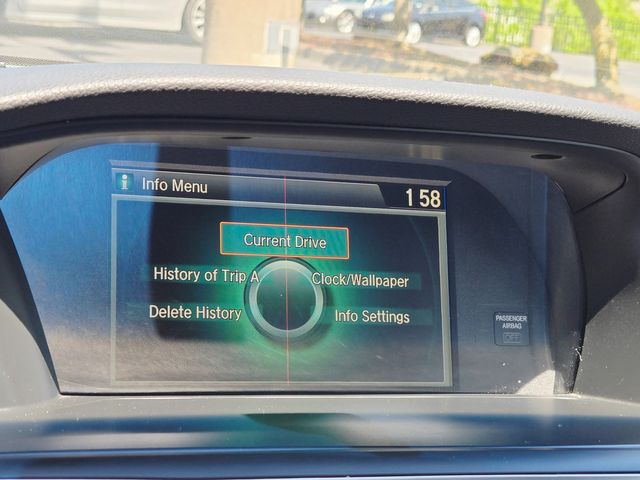 Info Menu
1 58
Current Drive
History of Trip A
Clock/Wallpaper
Delete History
Info Settings
PASSENGER
AIRBAG
OFF